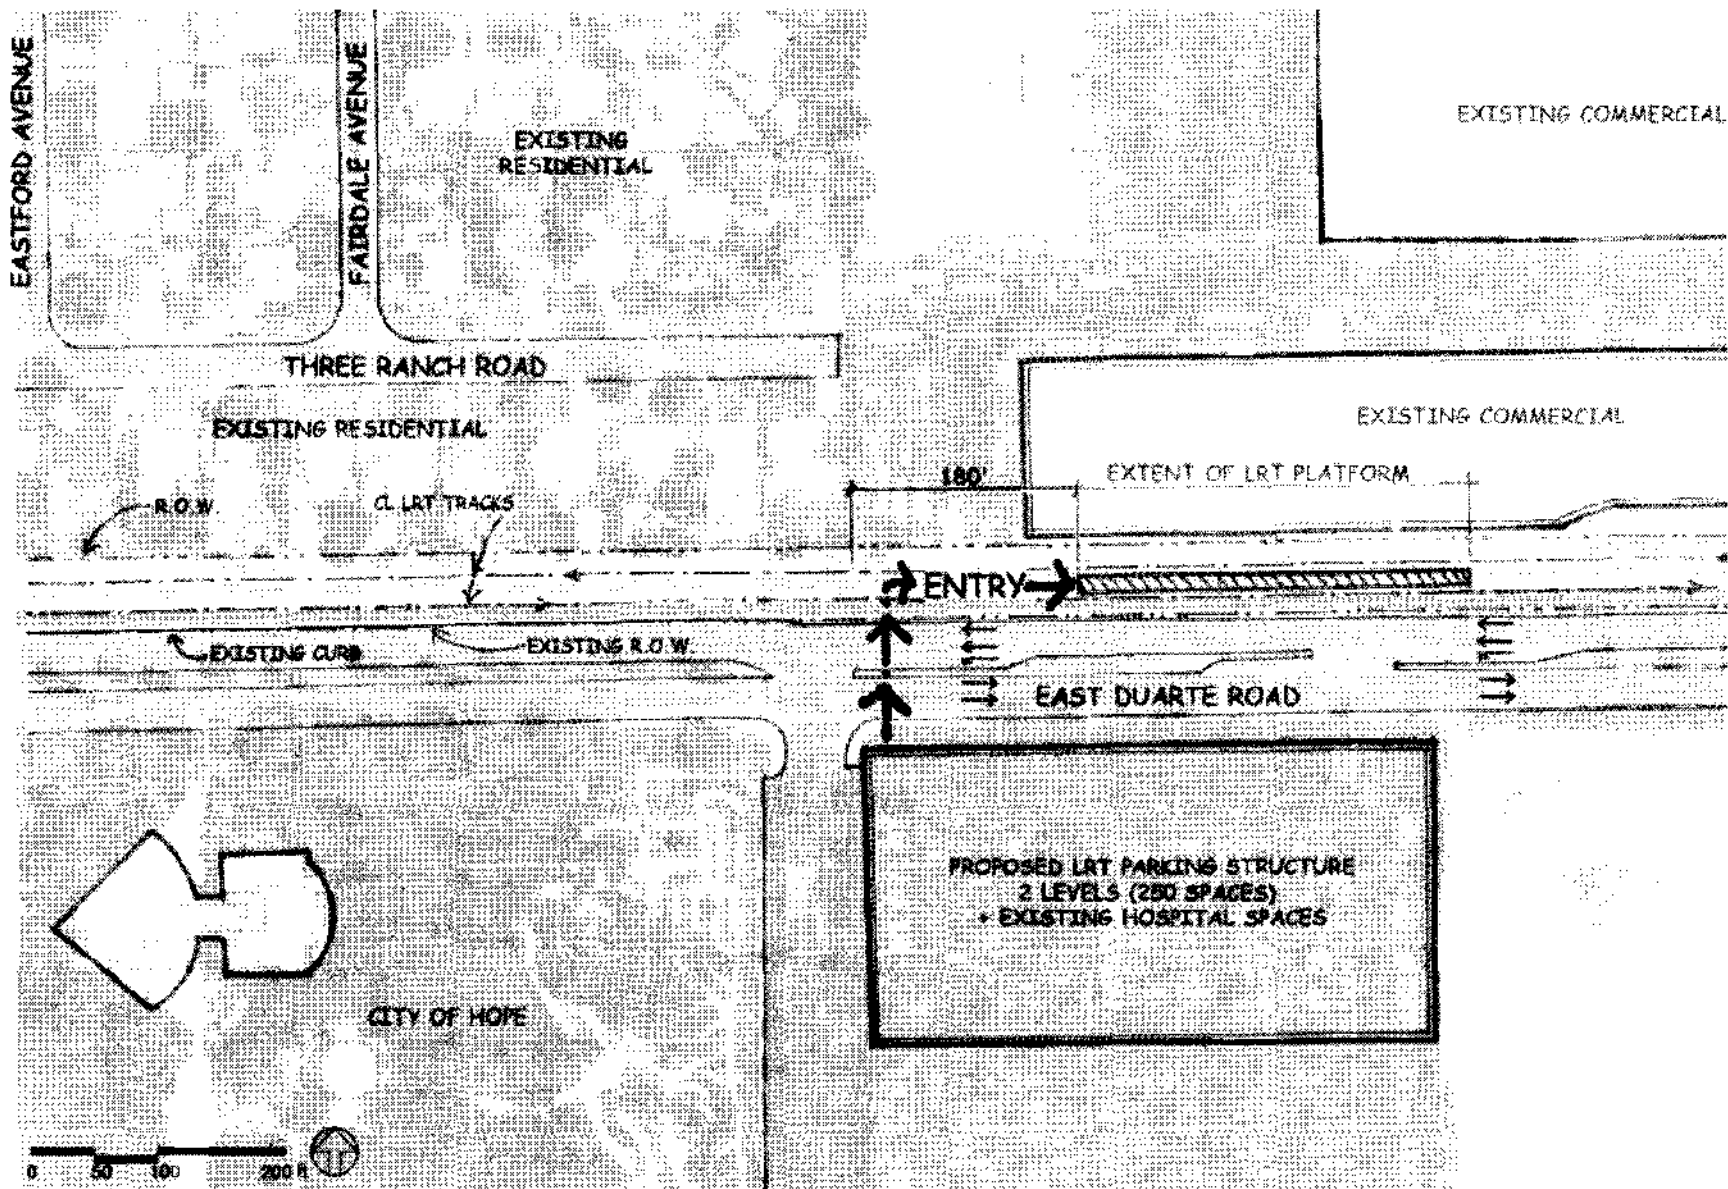 EASTFORD AVENUE
FAIRDALE AVENUE
EXISTING
RESIDENTIAL
EXISTING COMMERCIAL
THREE RANCH ROAD
EXISTING RESIDENTIAL
EXISTING COMMERCIAL
180'
EXTENT OF LRT PLATFORM
R.O.W.
CL LRT TRACKS
ENTRY
EXISTING CURB
EXISTING R.O.W.
EAST DUARTE ROAD
PROPOSED LRT PARKING STRUCTURE
2 LEVELS (250 SPACES)
+ EXISTING HOSPITAL SPACES
CITY OF HOPE
0 50 100 200 ft